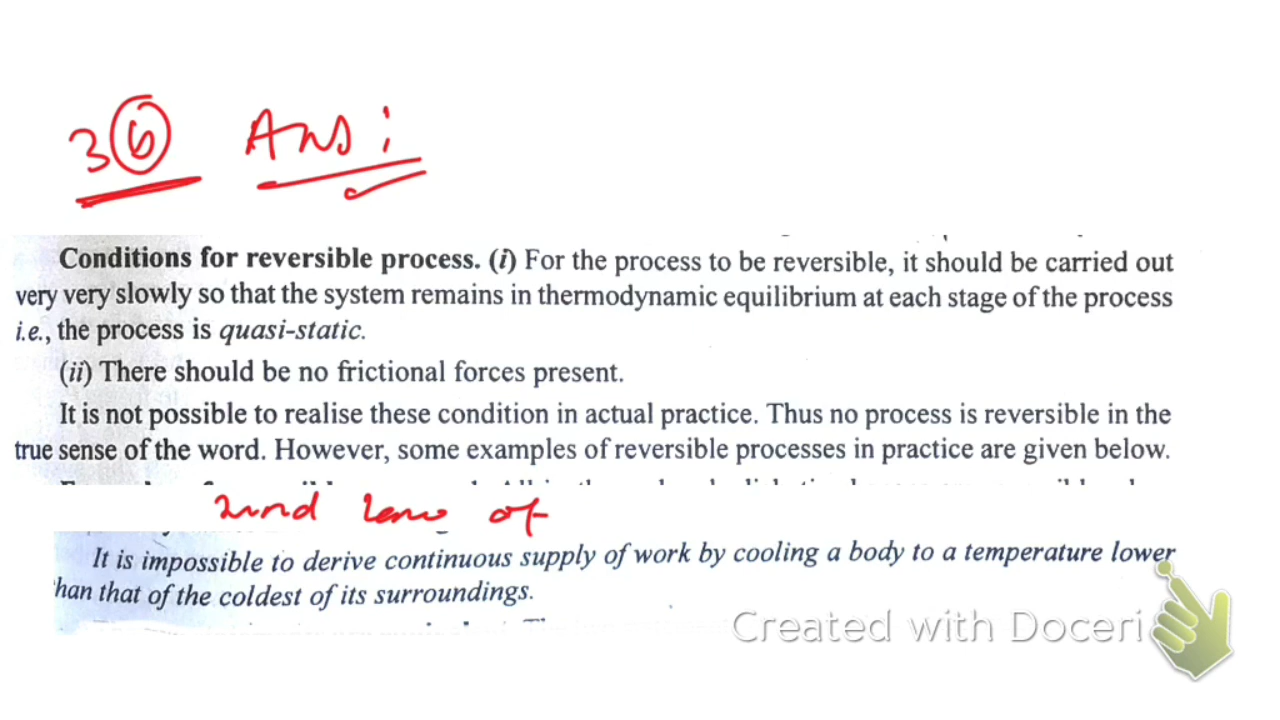 3(b) Ans:
Conditions for reversible process. (i) For the process to be reversible, it should be carried out
very very slowly so that the system remains in thermodynamic equilibrium at each stage of the process
i.e., the process is quasi-static.
(ii) There should be no frictional forces present.
It is not possible to realise these condition in actual practice. Thus no process is reversible in the
true sense of the word. However, some examples of reversible processes in practice are given below.
law of
It is impossible to derive continuous supply of work by cooling a body to a temperature lower
han that of the coldest of its surroundings.
Created with Doceri